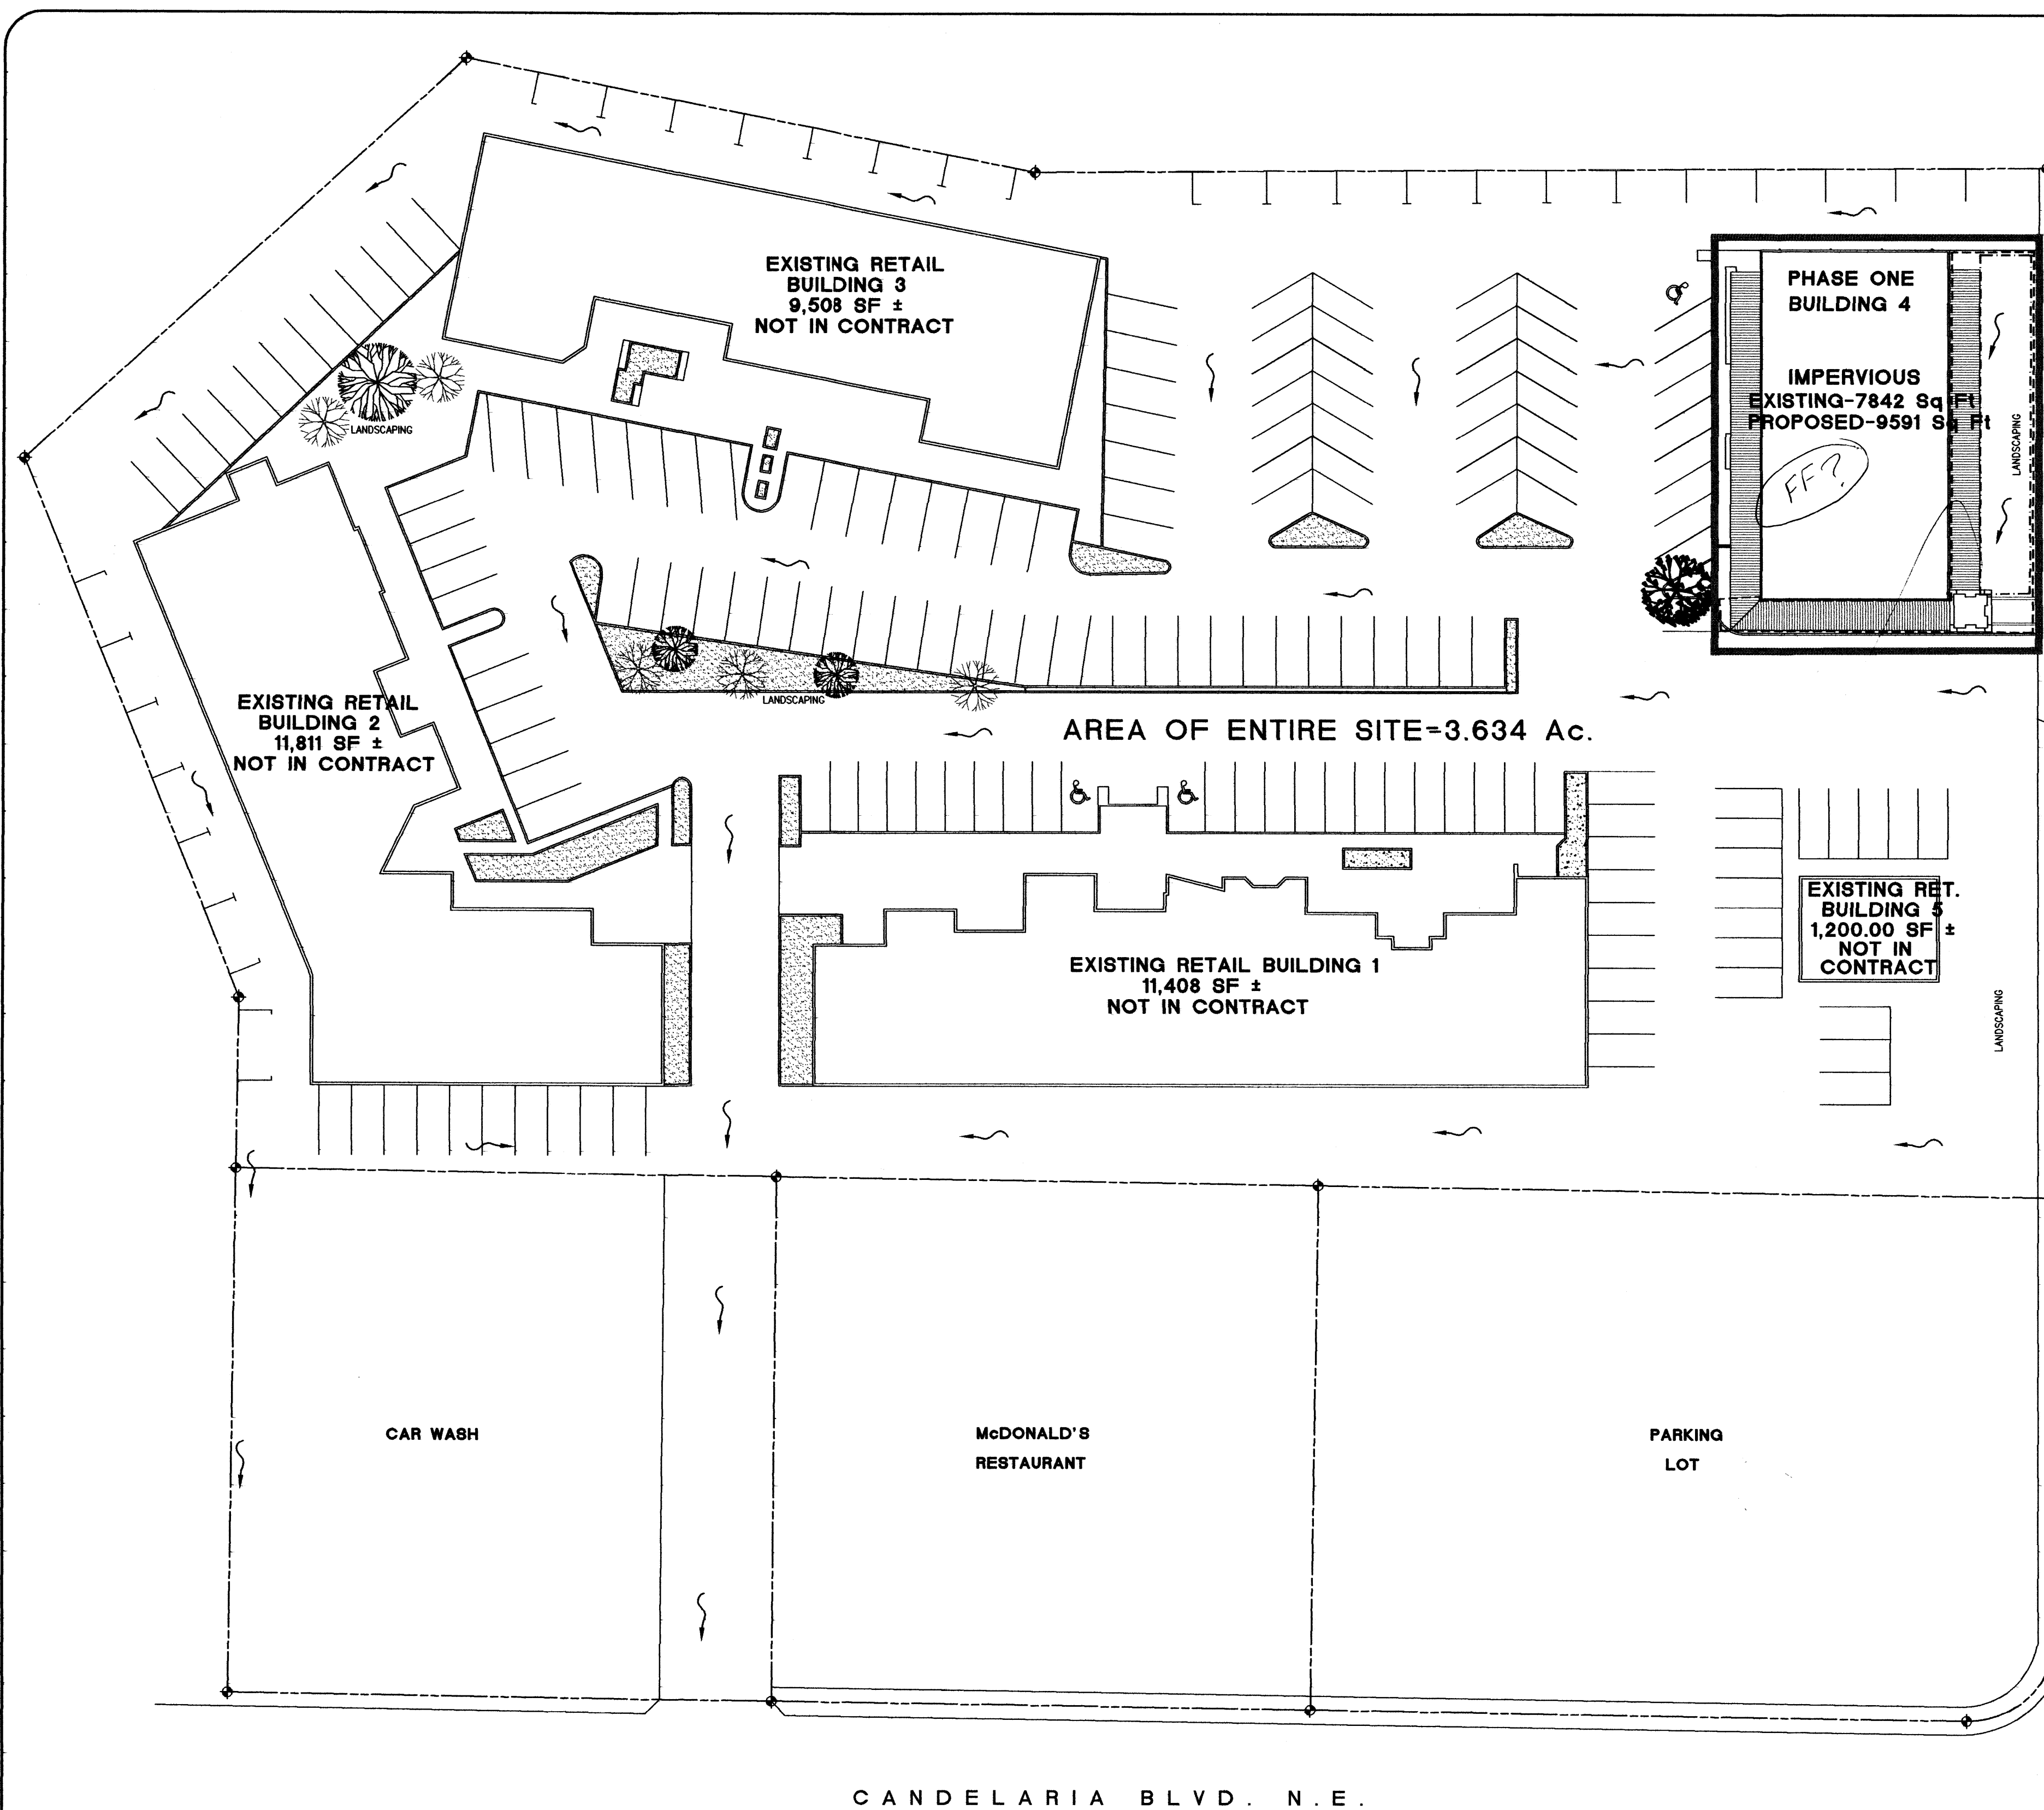 EXISTING RETAIL
BUILDING 3
9,508 SF ±
NOT IN CONTRACT
PHASE ONE
BUILDING 4
IMPERVIOUS
EXISTING-7842 Sq Ft
PROPOSED-9591 Sq Ft
LANDSCAPING
FF?
LANDSCAPING
EXISTING RETAIL
BUILDING 2
11,811 SF ±
NOT IN CONTRACT
LANDSCAPING
AREA OF ENTIRE SITE=3.634 Ac.
EXISTING RET.
BUILDING 5
1,200.00 SF ±
NOT IN
CONTRACT
EXISTING RETAIL BUILDING 1
11,408 SF ±
NOT IN CONTRACT
LANDSCAPING
CAR WASH
McDONALD'S
RESTAURANT
PARKING
LOT
CANDELARIA BLVD. N.E.